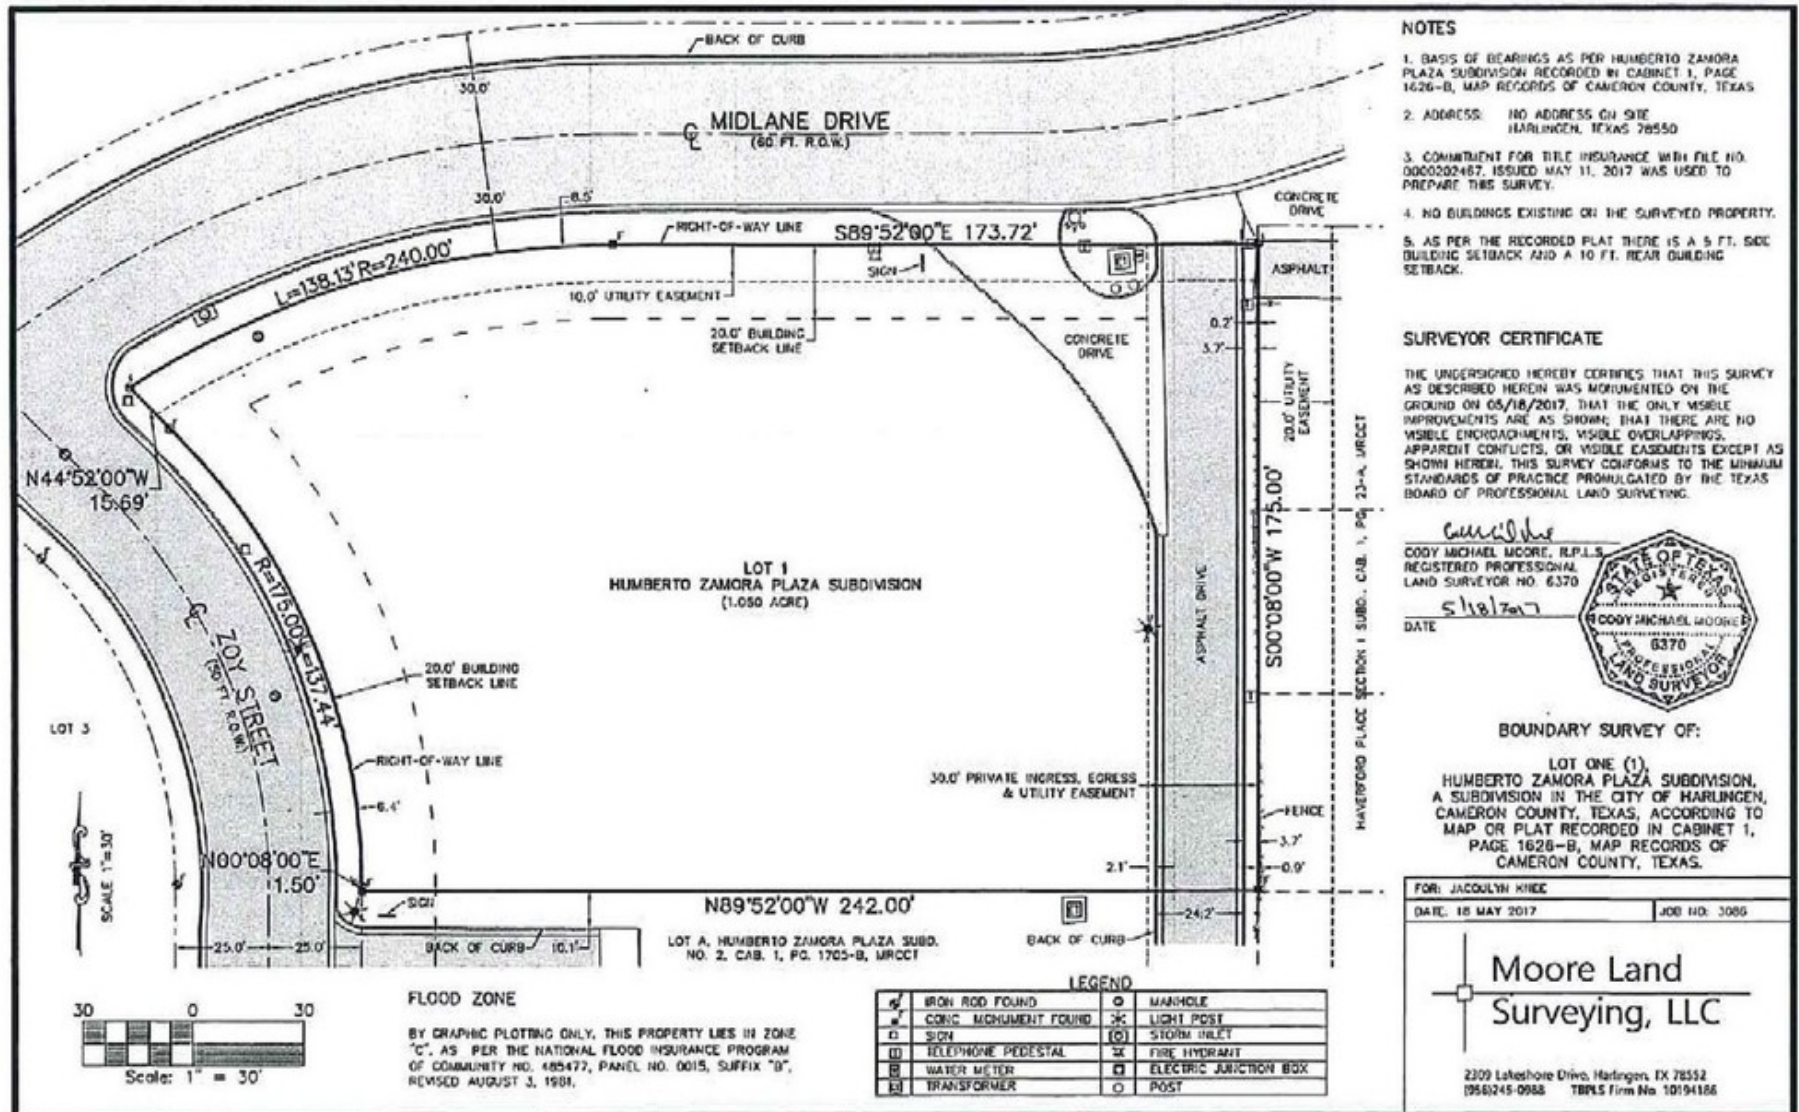 BACK OF CURB
30.0'
MIDLANE DRIVE
(60 FT. R.O.W.)
30.0'
8.5'
RIGHT-OF-WAY LINE
S89°52'00"E 173.72'
CONCRETE
DRIVE
L=138.13' R=240.00'
SIGN
ASPHALT
10.0' UTILITY EASEMENT
20.0' BUILDING
SETBACK LINE
CONCRETE
DRIVE
0.2'
3.7'
20.0' UTILITY
EASEMENT
N44°52'00"W
15.69'
R=175.00' L=137.44'
ZOY STREET
(50 FT. R.O.W.)
LOT 1
HUMBERTO ZAMORA PLAZA SUBDIVISION
(1.050 ACRE)
ASPHALT DRIVE
S00°08'00"W 175.00'
HAVERFORD PLACE SECTION I SUBD., CAB. 1, PG. 23-A, MRCCT
20.0' BUILDING
SETBACK LINE
LOT 3
RIGHT-OF-WAY LINE
6.4'
30.0' PRIVATE INGRESS, EGRESS
& UTILITY EASEMENT
FENCE
3.7'
2.1'
0.9'
SCALE 1"=30'
N00°08'00"E
1.50'
SIGN
N89°52'00"W 242.00'
24.2'
25.0'
25.0'
BACK OF CURB
10.1'
LOT A, HUMBERTO ZAMORA PLAZA SUBD.
NO. 2, CAB. 1, PG. 1705-B, MRCCT
BACK OF CURB
30 0 30
Scale: 1" = 30'
FLOOD ZONE
BY GRAPHIC PLOTTING ONLY, THIS PROPERTY LIES IN ZONE
"C", AS PER THE NATIONAL FLOOD INSURANCE PROGRAM
OF COMMUNITY NO. 485477, PANEL NO. 0015, SUFFIX "B",
REVISED AUGUST 3, 1981.
LEGEND
IRON ROD FOUND MANHOLE
CONC MONUMENT FOUND LIGHT POST
SIGN STORM INLET
TELEPHONE PEDESTAL FIRE HYDRANT
WATER METER ELECTRIC JUNCTION BOX
TRANSFORMER POST
NOTES
1. BASIS OF BEARINGS AS PER HUMBERTO ZAMORA
PLAZA SUBDIVISION RECORDED IN CABINET 1, PAGE
1626-B, MAP RECORDS OF CAMERON COUNTY, TEXAS
2. ADDRESS: NO ADDRESS ON SITE
HARLINGEN, TEXAS 78550
3. COMMITMENT FOR TITLE INSURANCE WITH FILE NO.
0000202467, ISSUED MAY 11, 2017 WAS USED TO
PREPARE THIS SURVEY.
4. NO BUILDINGS EXISTING ON THE SURVEYED PROPERTY.
5. AS PER THE RECORDED PLAT THERE IS A 5 FT. SIDE
BUILDING SETBACK AND A 10 FT. REAR BUILDING
SETBACK.
SURVEYOR CERTIFICATE
THE UNDERSIGNED HEREBY CERTIFIES THAT THIS SURVEY
AS DESCRIBED HEREIN WAS MONUMENTED ON THE
GROUND ON 05/18/2017, THAT THE ONLY VISIBLE
IMPROVEMENTS ARE AS SHOWN; THAT THERE ARE NO
VISIBLE ENCROACHMENTS, VISIBLE OVERLAPPINGS,
APPARENT CONFLICTS, OR VISIBLE EASEMENTS EXCEPT AS
SHOWN HEREIN. THIS SURVEY CONFORMS TO THE MINIMUM
STANDARDS OF PRACTICE PROMULGATED BY THE TEXAS
BOARD OF PROFESSIONAL LAND SURVEYING.
CODY MICHAEL MOORE, R.P.L.S.
REGISTERED PROFESSIONAL
LAND SURVEYOR NO. 6370
5/18/2017
DATE
STATE OF TEXAS
REGISTERED
CODY MICHAEL MOORE
6370
PROFESSIONAL
LAND SURVEYOR
BOUNDARY SURVEY OF:
LOT ONE (1),
HUMBERTO ZAMORA PLAZA SUBDIVISION,
A SUBDIVISION IN THE CITY OF HARLINGEN,
CAMERON COUNTY, TEXAS, ACCORDING TO
MAP OR PLAT RECORDED IN CABINET 1,
PAGE 1626-B, MAP RECORDS OF
CAMERON COUNTY, TEXAS.
FOR: JACQULYN KNEE
DATE: 18 MAY 2017 JOB NO: 3086
Moore Land
Surveying, LLC
2309 Lakeshore Drive, Harlingen, TX 78552
(956)245-0988 TBPLS Firm No. 10194186